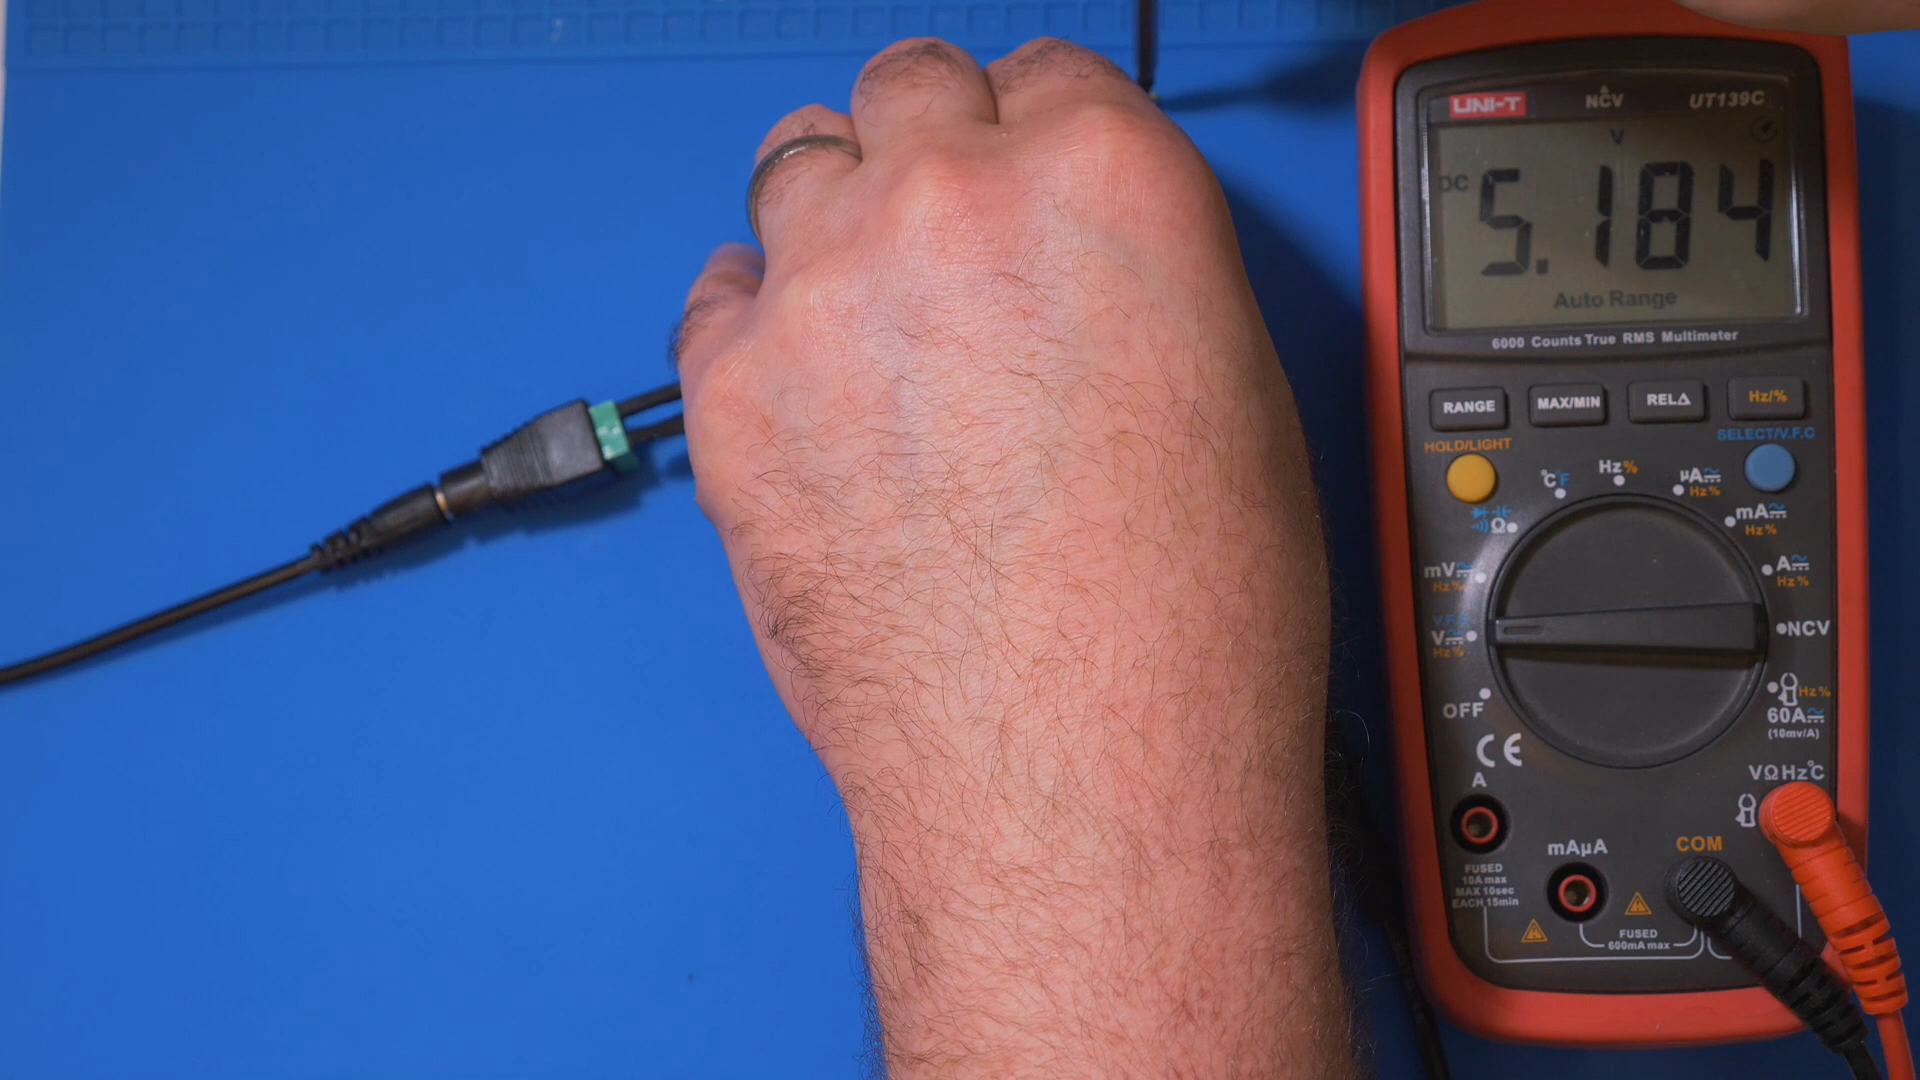 UNI-T NCV UT139C
V
DC 5.184
Auto Range
6000 Counts True RMS Multimeter
RANGE MAX/MIN REL∆ Hz/%
HOLD/LIGHT SELECT/V.F.C
°C F Hz% µA Hz%
Ω mA Hz%
mV Hz% A Hz%
V.F.C V Hz% NCV
OFF Hz%
60A
(10mv/A)
CE
A VΩHz°C
mAµA COM
FUSED
10A max
MAX 10sec
EACH 15min
FUSED
600mA max